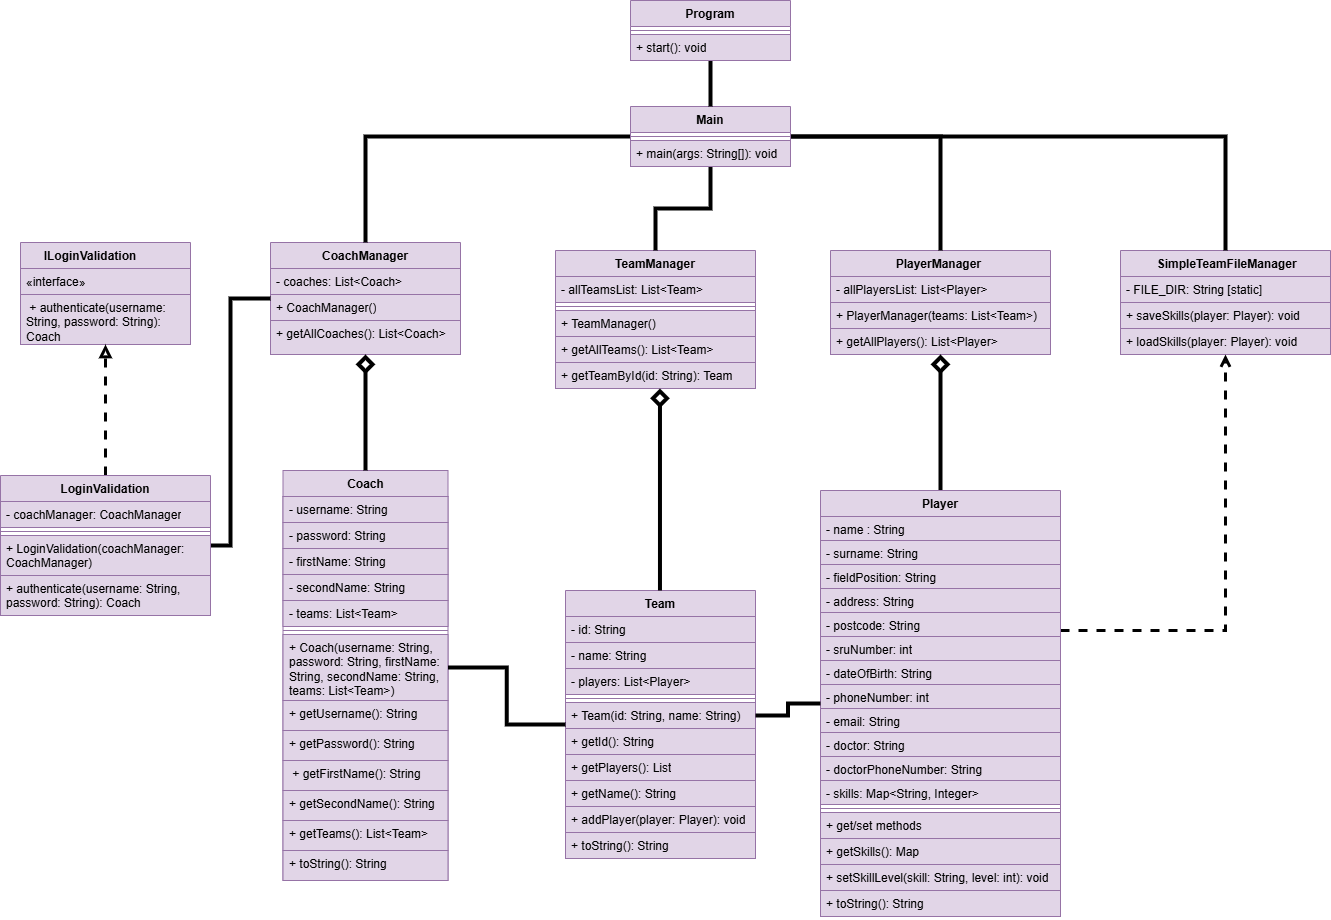 Program
+ start(): void
Main
+ main(args: String[]): void
ILoginValidation
«interface»
+ authenticate(username:
String, password: String):
Coach
CoachManager
- coaches: List<Coach>
+ CoachManager()
+ getAllCoaches(): List<Coach>
TeamManager
- allTeamsList: List<Team>
+ TeamManager()
+ getAllTeams(): List<Team>
+ getTeamById(id: String): Team
PlayerManager
- allPlayersList: List<Player>
+ PlayerManager(teams: List<Team>)
+ getAllPlayers(): List<Player>
SimpleTeamFileManager
- FILE_DIR: String [static]
+ saveSkills(player: Player): void
+ loadSkills(player: Player): void
LoginValidation
- coachManager: CoachManager
+ LoginValidation(coachManager:
CoachManager)
+ authenticate(username: String,
password: String): Coach
Coach
- username: String
- password: String
- firstName: String
- secondName: String
- teams: List<Team>
+ Coach(username: String,
password: String, firstName:
String, secondName: String,
teams: List<Team>)
+ getUsername(): String
+ getPassword(): String
+ getFirstName(): String
+ getSecondName(): String
+ getTeams(): List<Team>
+ toString(): String
Team
- id: String
- name: String
- players: List<Player>
+ Team(id: String, name: String)
+ getId(): String
+ getPlayers(): List
+ getName(): String
+ addPlayer(player: Player): void
+ toString(): String
Player
- name : String
- surname: String
- fieldPosition: String
- address: String
- postcode: String
- sruNumber: int
- dateOfBirth: String
- phoneNumber: int
- email: String
- doctor: String
- doctorPhoneNumber: String
- skills: Map<String, Integer>
+ get/set methods
+ getSkills(): Map
+ setSkillLevel(skill: String, level: int): void
+ toString(): String